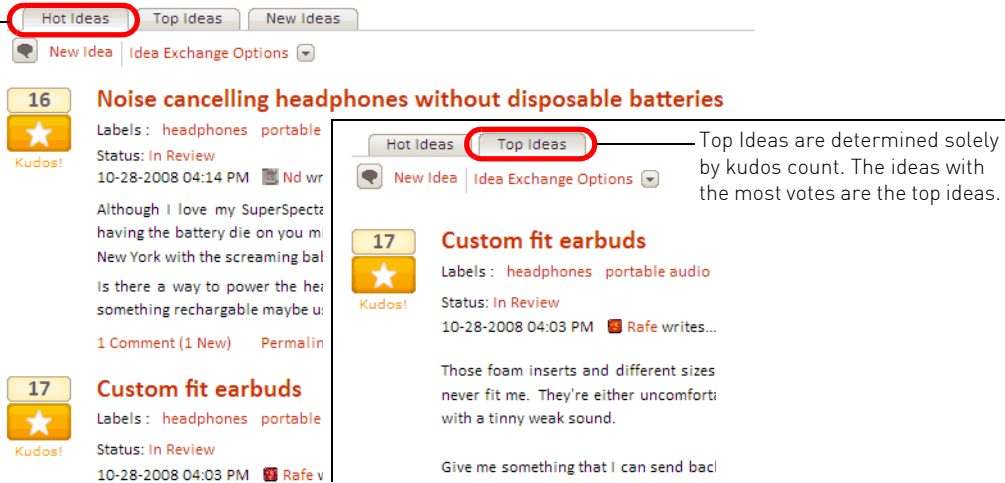 Hot Ideas Top Ideas New Ideas
New Idea Idea Exchange Options
16
Kudos!
Noise cancelling headphones without disposable batteries
Labels : headphones portable
Status: In Review
10-28-2008 04:14 PM Nd wr
Although I love my SuperSpecta
having the battery die on you mi
New York with the screaming bal
Is there a way to power the hea
something rechargable maybe u
1 Comment (1 New) Permalin
17
Kudos!
Custom fit earbuds
Labels : headphones portable
Status: In Review
10-28-2008 04:03 PM Rafe w
Hot Ideas Top Ideas
New Idea Idea Exchange Options
17
Kudos!
Custom fit earbuds
Labels : headphones portable audio
Status: In Review
10-28-2008 04:03 PM Rafe writes...
Those foam inserts and different sizes
never fit me. They're either uncomforta
with a tinny weak sound.
Give me something that I can send back
Top Ideas are determined solely
by kudos count. The ideas with
the most votes are the top ideas.